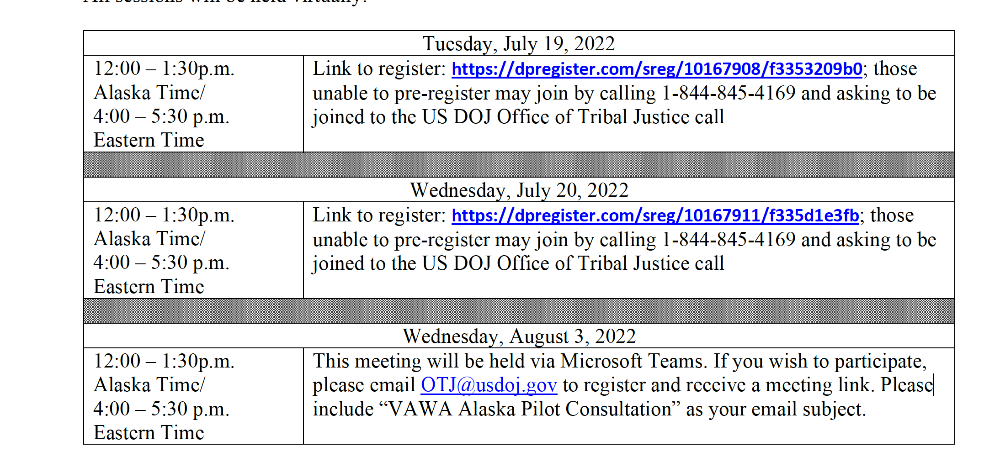 All sessions will be held virtually.
Tuesday, July 19, 2022
12:00 – 1:30p.m.
Alaska Time/
4:00 – 5:30 p.m.
Eastern Time
Link to register: https://dpregister.com/sreg/10167908/f3353209b0; those
unable to pre-register may join by calling 1-844-845-4169 and asking to be
joined to the US DOJ Office of Tribal Justice call
Wednesday, July 20, 2022
12:00 – 1:30p.m.
Alaska Time/
4:00 – 5:30 p.m.
Eastern Time
Link to register: https://dpregister.com/sreg/10167911/f335d1e3fb; those
unable to pre-register may join by calling 1-844-845-4169 and asking to be
joined to the US DOJ Office of Tribal Justice call
Wednesday, August 3, 2022
12:00 – 1:30p.m.
Alaska Time/
4:00 – 5:30 p.m.
Eastern Time
This meeting will be held via Microsoft Teams. If you wish to participate,
please email OTJ@usdoj.gov to register and receive a meeting link. Please
include “VAWA Alaska Pilot Consultation” as your email subject.